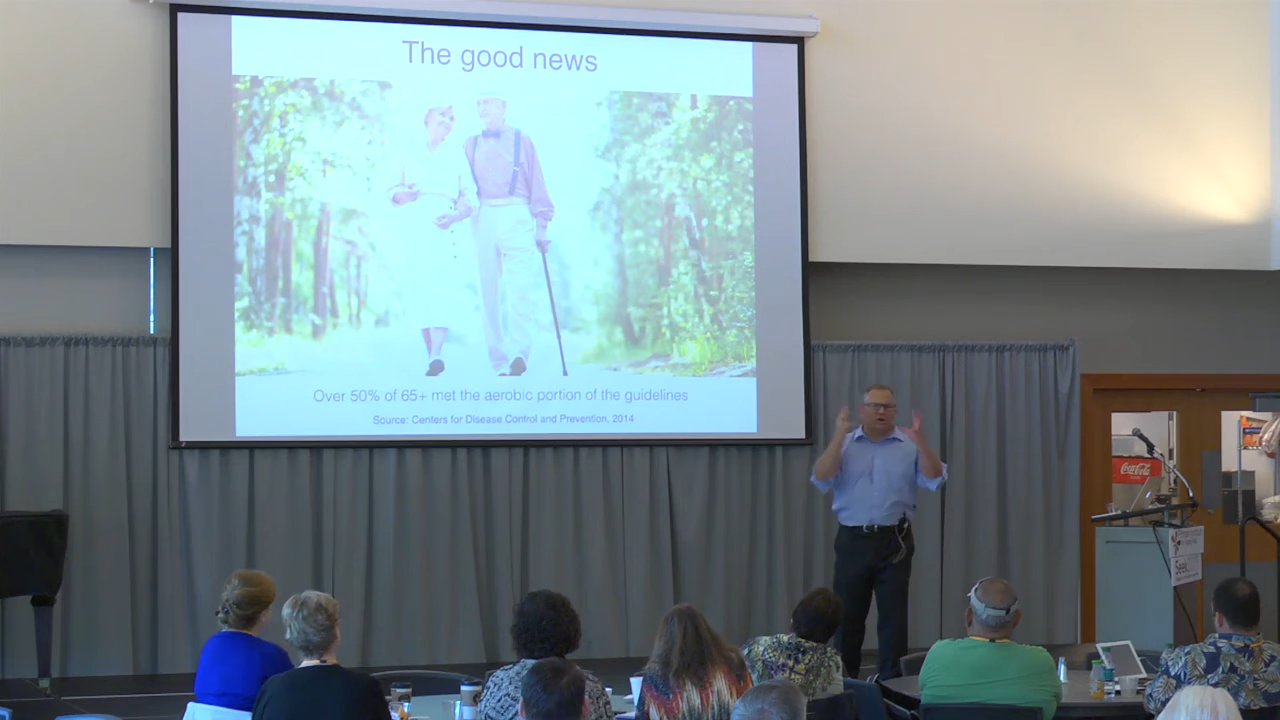 The good news
Over 50% of 65+ met the aerobic portion of the guidelines
Source: Centers for Disease Control and Prevention, 2014
Coca-Cola
Seek